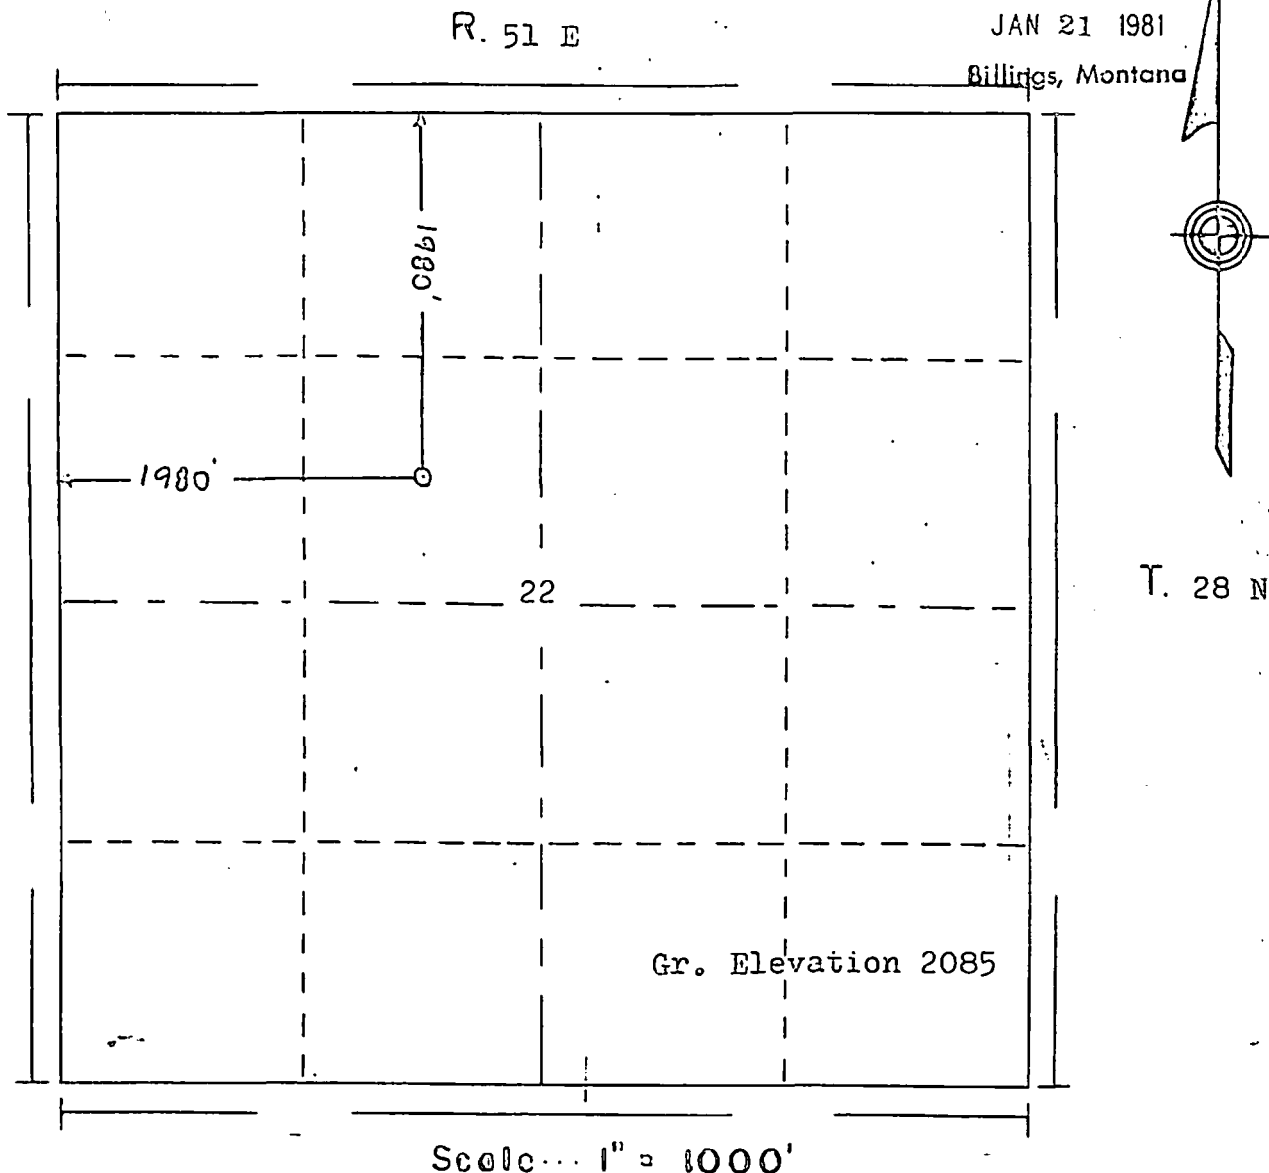 R. 51 E
JAN 21 1981
Billings, Montana
1980'
1980'
22
T. 28 N
Gr. Elevation 2085
Scale... 1" = 1000'